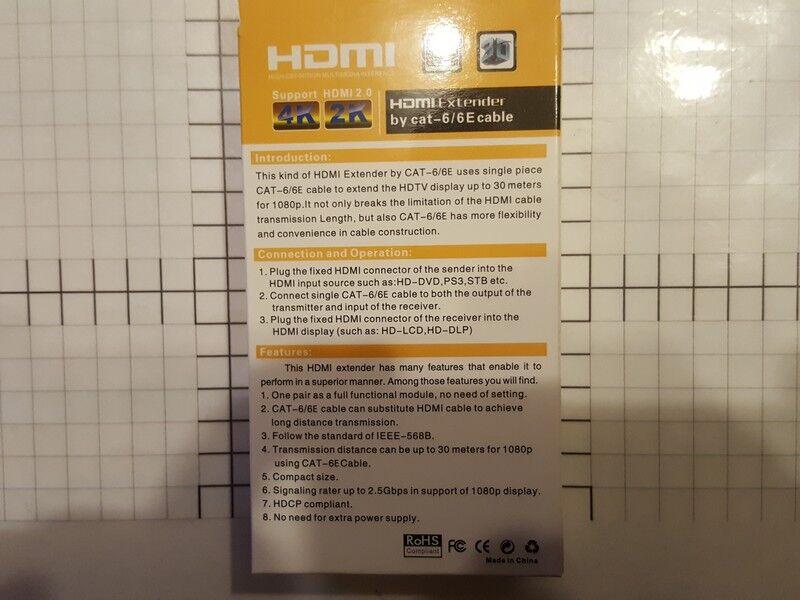 HDMI
HIGH-DEFINITION MULTIMEDIA INTERFACE
Support HDMI 2.0
4K 2K
HDMI Extender
by cat-6/6E cable
Introduction:
This kind of HDMI Extender by CAT-6/6E uses single piece
CAT-6/6E cable to extend the HDTV display up to 30 meters
for 1080p.It not only breaks the limitation of the HDMI cable
transmission Length, but also CAT-6/6E has more flexibility
and convenience in cable construction.
Connection and Operation:
1. Plug the fixed HDMI connector of the sender into the
HDMI input source such as:HD-DVD,PS3,STB etc.
2. Connect single CAT-6/6E cable to both the output of the
transmitter and input of the receiver.
3. Plug the fixed HDMI connector of the receiver into the
HDMI display (such as: HD-LCD,HD-DLP)
Features:
This HDMI extender has many features that enable it to
perform in a superior manner. Among those features you will find.
1. One pair as a full functional module, no need of setting.
2. CAT-6/6E cable can substitute HDMI cable to achieve
long distance transmission.
3. Follow the standard of IEEE-568B.
4. Transmission distance can be up to 30 meters for 1080p
using CAT-6ECable.
5. Compact size.
6. Signaling rater up to 2.5Gbps in support of 1080p display.
7. HDCP compliant.
8. No need for extra power supply.
RoHS
Compliant
FC CE
Made in China